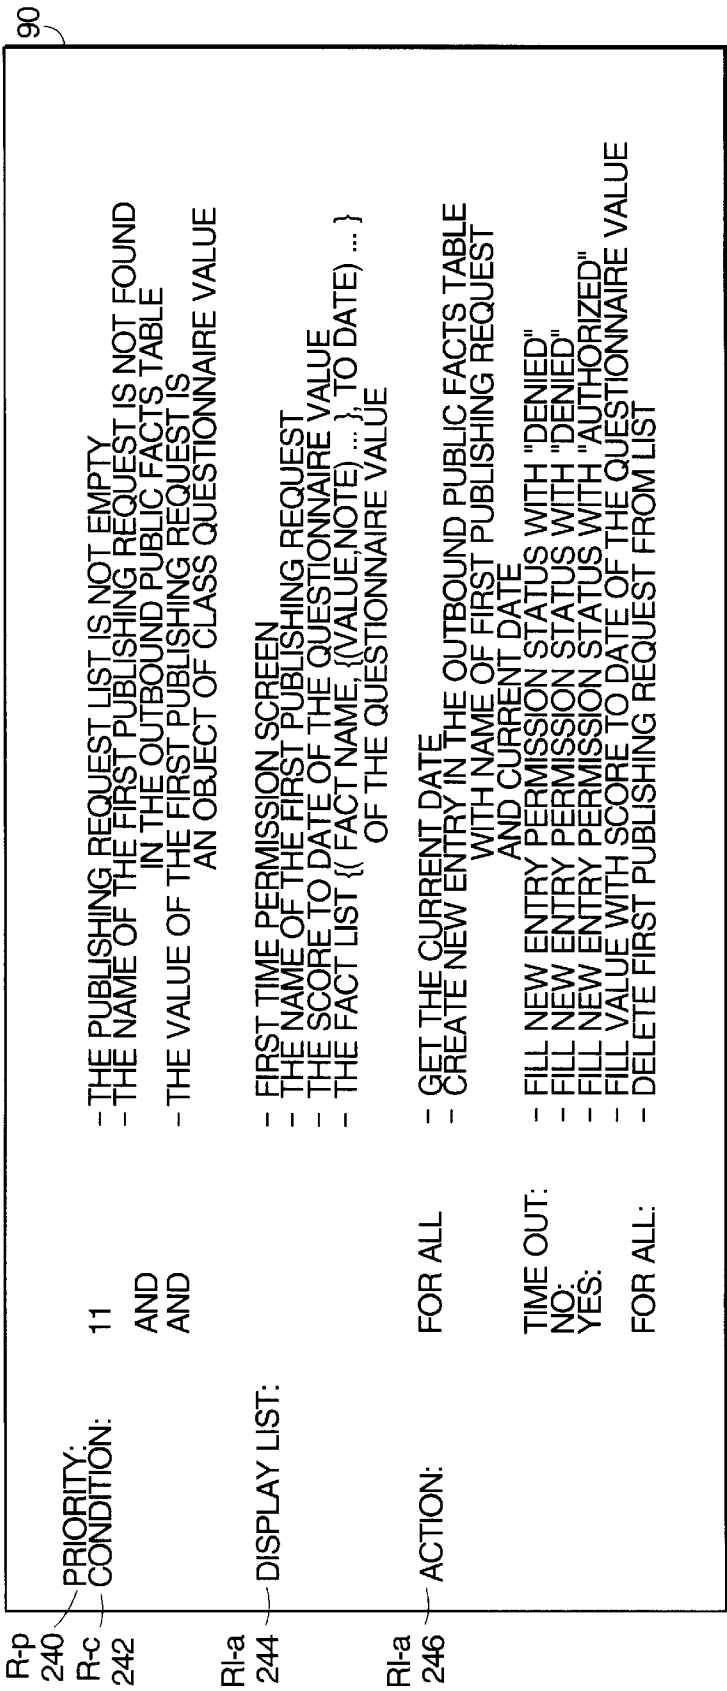 90
R-p
240
PRIORITY: 11
R-c
242
CONDITION: - THE PUBLISHING REQUEST LIST IS NOT EMPTY
AND - THE NAME OF THE FIRST PUBLISHING REQUEST IS NOT FOUND
IN THE OUTBOUND PUBLIC FACTS TABLE
AND - THE VALUE OF THE FIRST PUBLISHING REQUEST IS
AN OBJECT OF CLASS QUESTIONNAIRE VALUE
RI-a
244
DISPLAY LIST: - FIRST TIME PERMISSION SCREEN
- THE NAME OF THE FIRST PUBLISHING REQUEST
- THE SCORE TO DATE OF THE QUESTIONNAIRE VALUE
- THE FACT LIST {( FACT NAME, {(VALUE,NOTE) ... }, TO DATE) ... }
OF THE QUESTIONNAIRE VALUE
RI-a
246
ACTION: FOR ALL - GET THE CURRENT DATE
- CREATE NEW ENTRY IN THE OUTBOUND PUBLIC FACTS TABLE
WITH NAME OF FIRST PUBLISHING REQUEST
AND CURRENT DATE
TIME OUT: - FILL NEW ENTRY PERMISSION STATUS WITH "DENIED"
NO: - FILL NEW ENTRY PERMISSION STATUS WITH "DENIED"
YES: - FILL NEW ENTRY PERMISSION STATUS WITH "AUTHORIZED"
- FILL VALUE WITH SCORE TO DATE OF THE QUESTIONNAIRE VALUE
FOR ALL: - DELETE FIRST PUBLISHING REQUEST FROM LIST